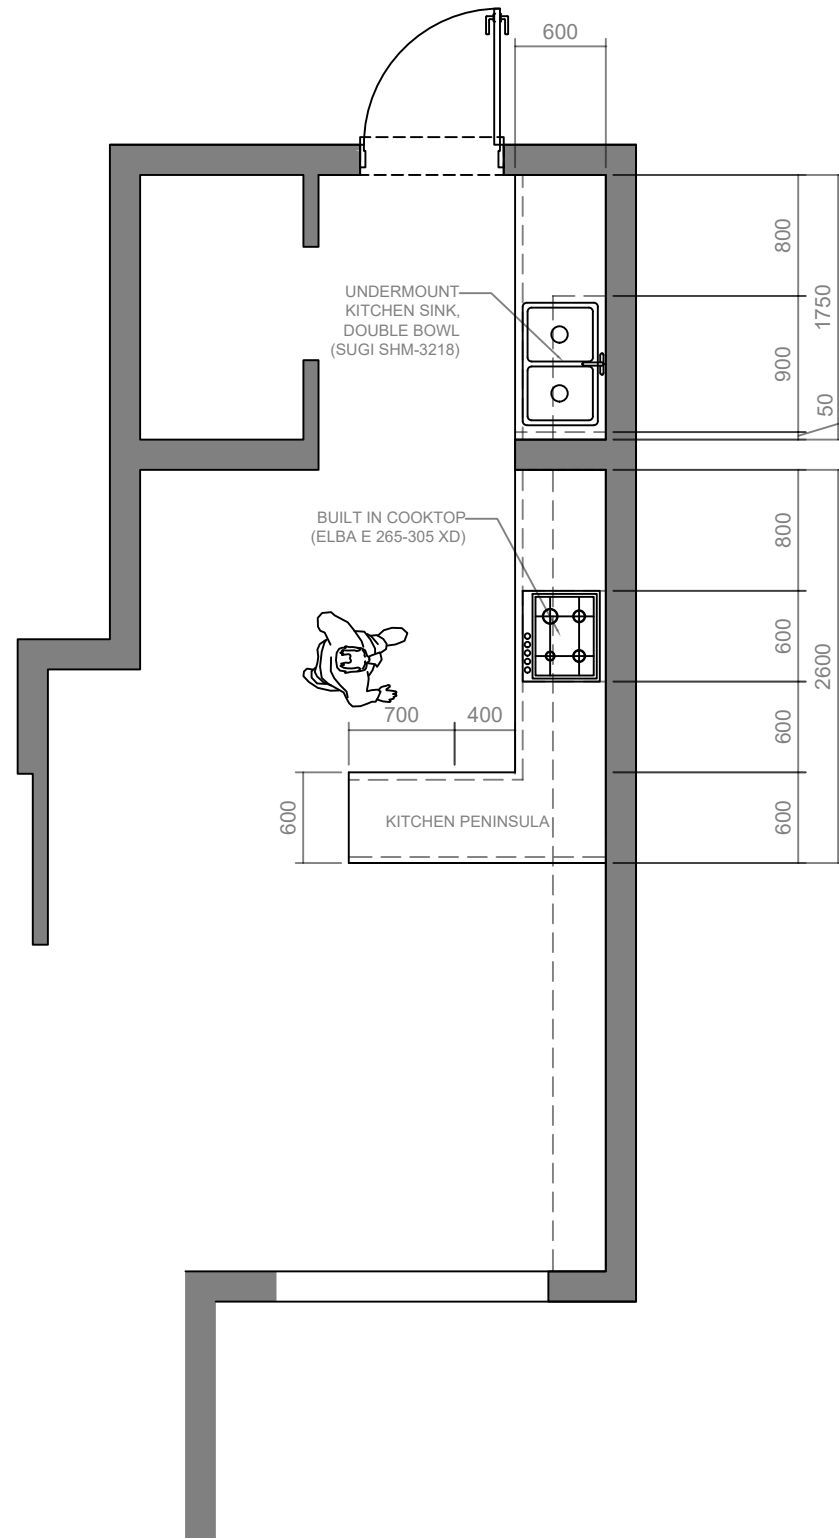 600
800
1750
UNDERMOUNT
KITCHEN SINK,
DOUBLE BOWL
(SUGI SHM-3218)
900
50
BUILT IN COOKTOP
(ELBA E 265-305 XD)
800
600
2600
700
400
600
600
KITCHEN PENINSULA
600